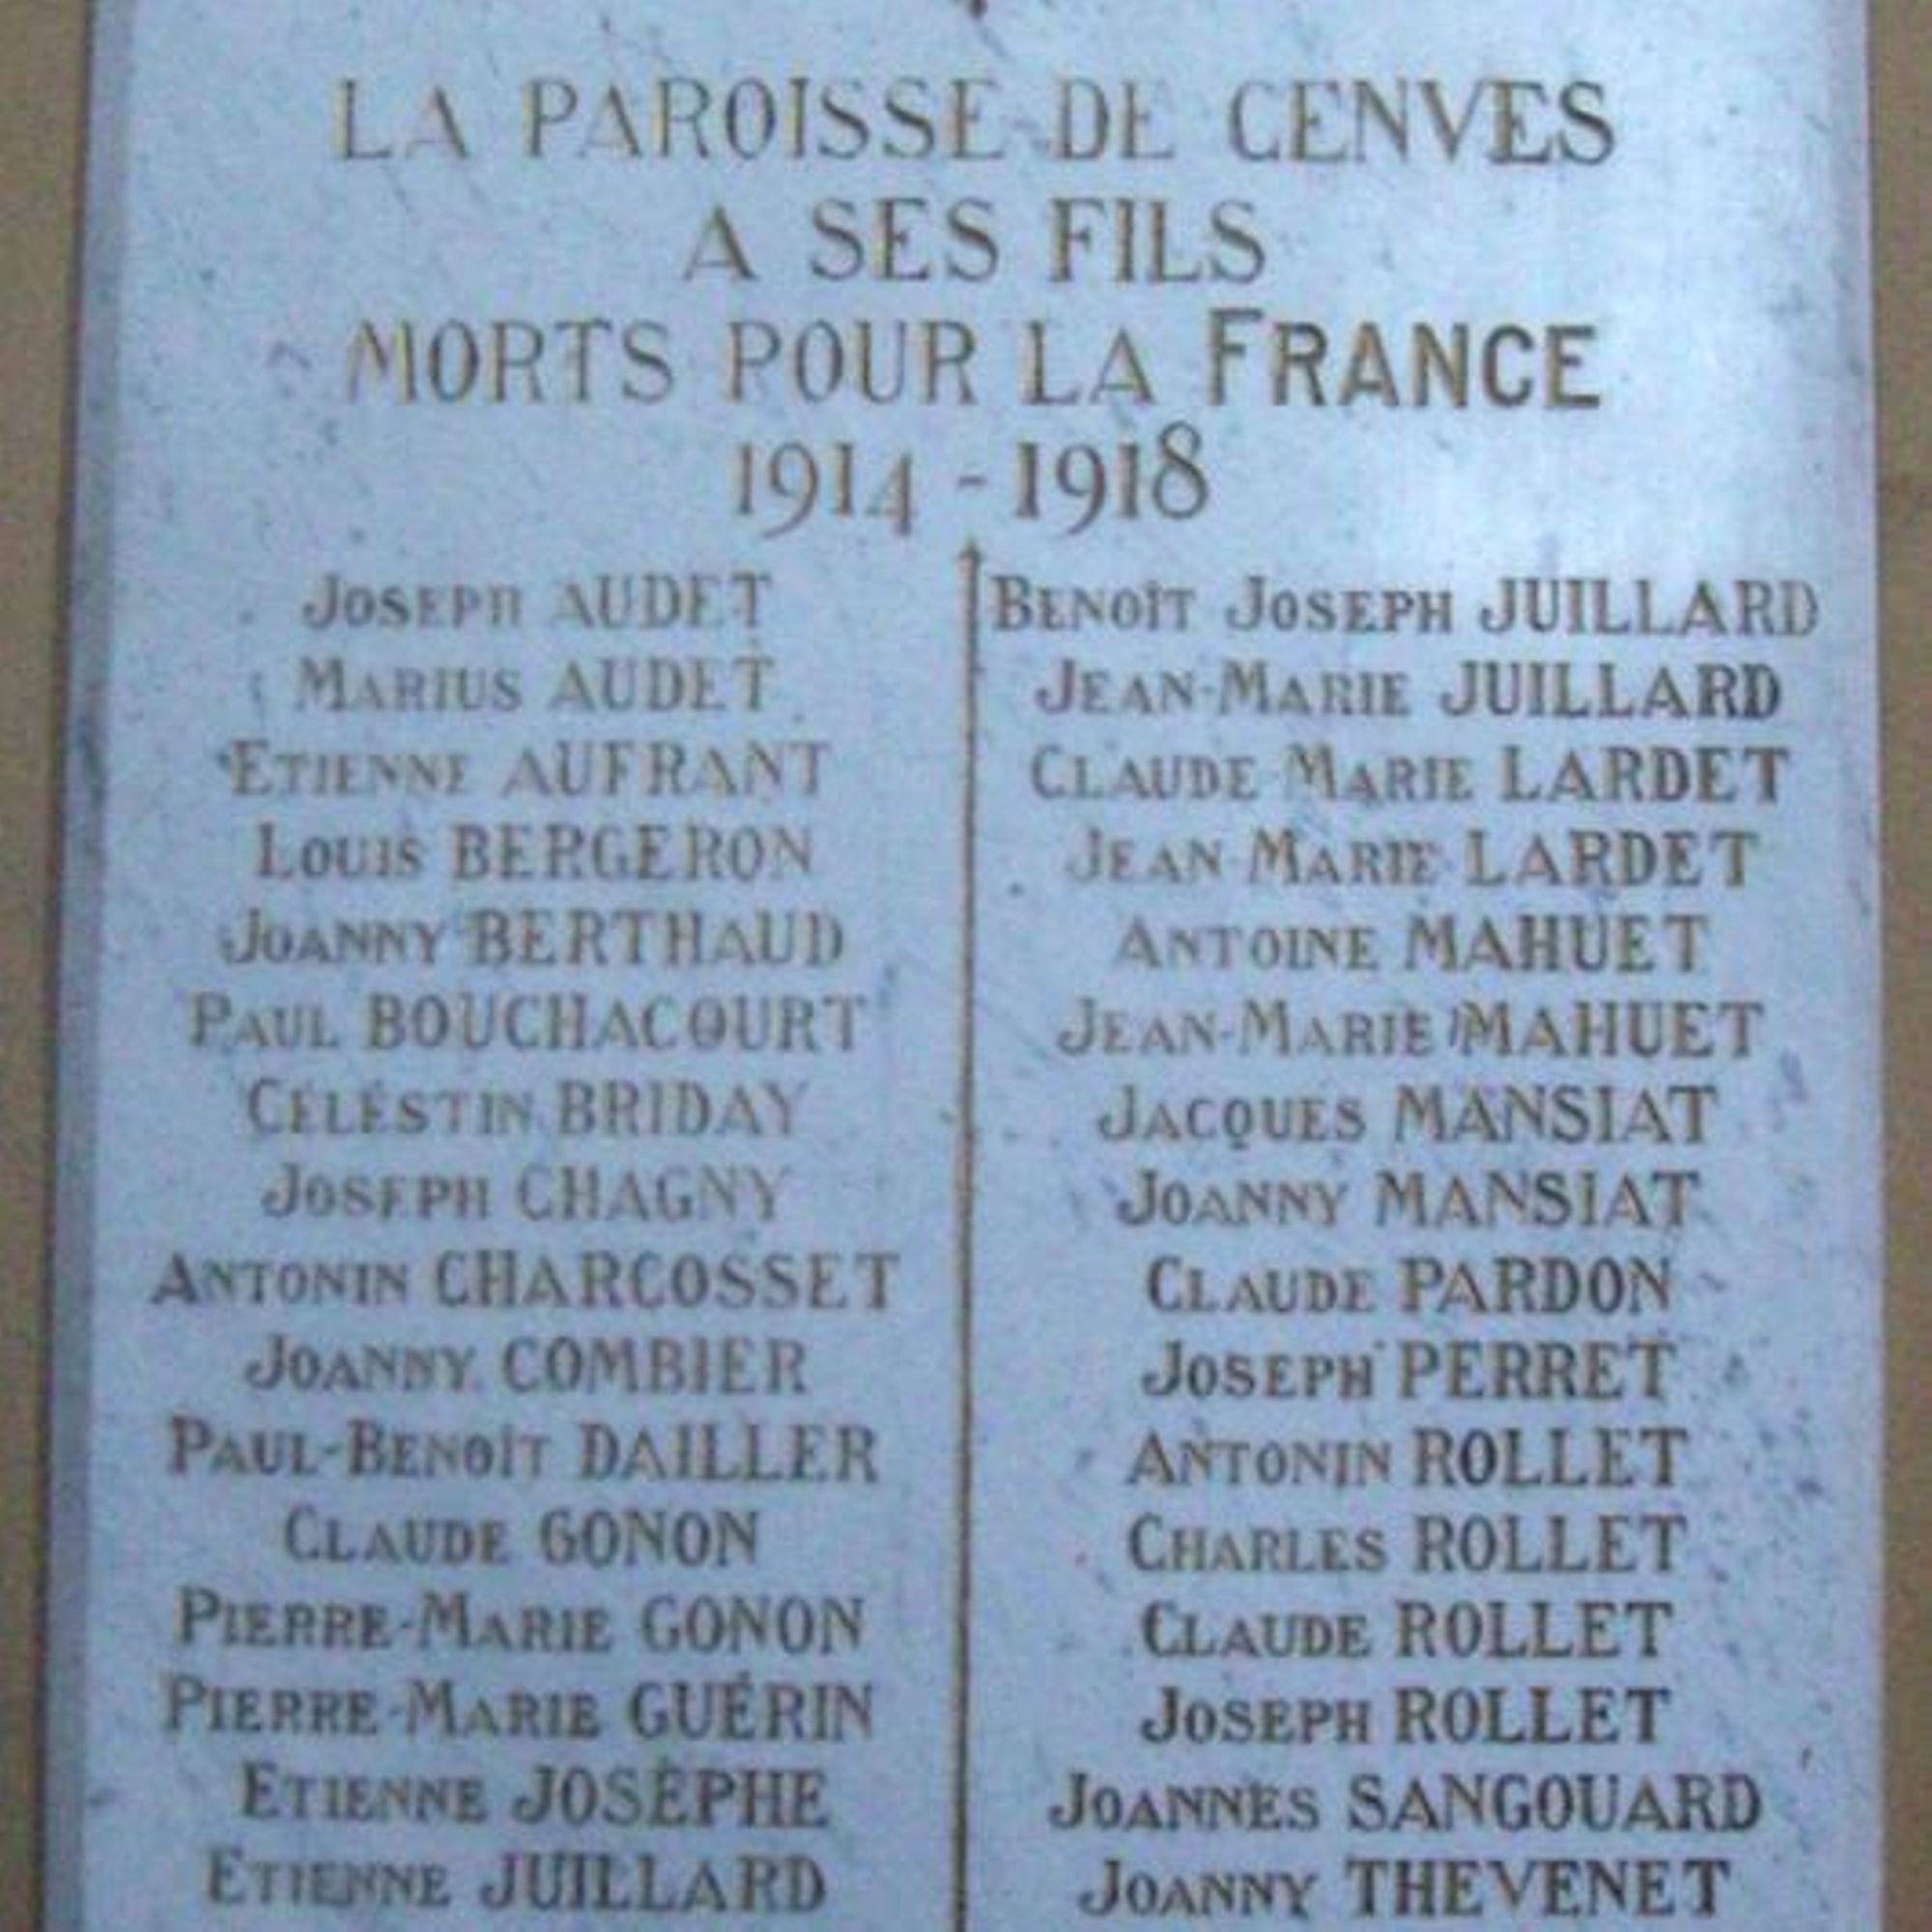 LA PAROISSE DE CENVES
A SES FILS
MORTS POUR LA FRANCE
1914 - 1918
JOSEPH AUDET
MARIUS AUDET
ETIENNE AUFRANT
LOUIS BERGERON
JOANNY BERTHAUD
PAUL BOUCHACOURT
CÉLÉSTIN BRIDAY
JOSEPH CHAGNY
ANTONIN CHARCOSSET
JOANNY COMBIER
PAUL-BENOÎT DAILLER
CLAUDE GONON
PIERRE-MARIE GONON
PIERRE-MARIE GUÉRIN
ETIENNE JOSÈPHE
ETIENNE JUILLARD
BENOÎT JOSEPH JUILLARD
JEAN-MARIE JUILLARD
CLAUDE-MARIE LARDET
JEAN-MARIE LARDET
ANTOINE MAHUET
JEAN-MARIE MAHUET
JACQUES MANSIAT
JOANNY MANSIAT
CLAUDE PARDON
JOSEPH PERRET
ANTONIN ROLLET
CHARLES ROLLET
CLAUDE ROLLET
JOSEPH ROLLET
JOANNÈS SANGOUARD
JOANNY THEVENET